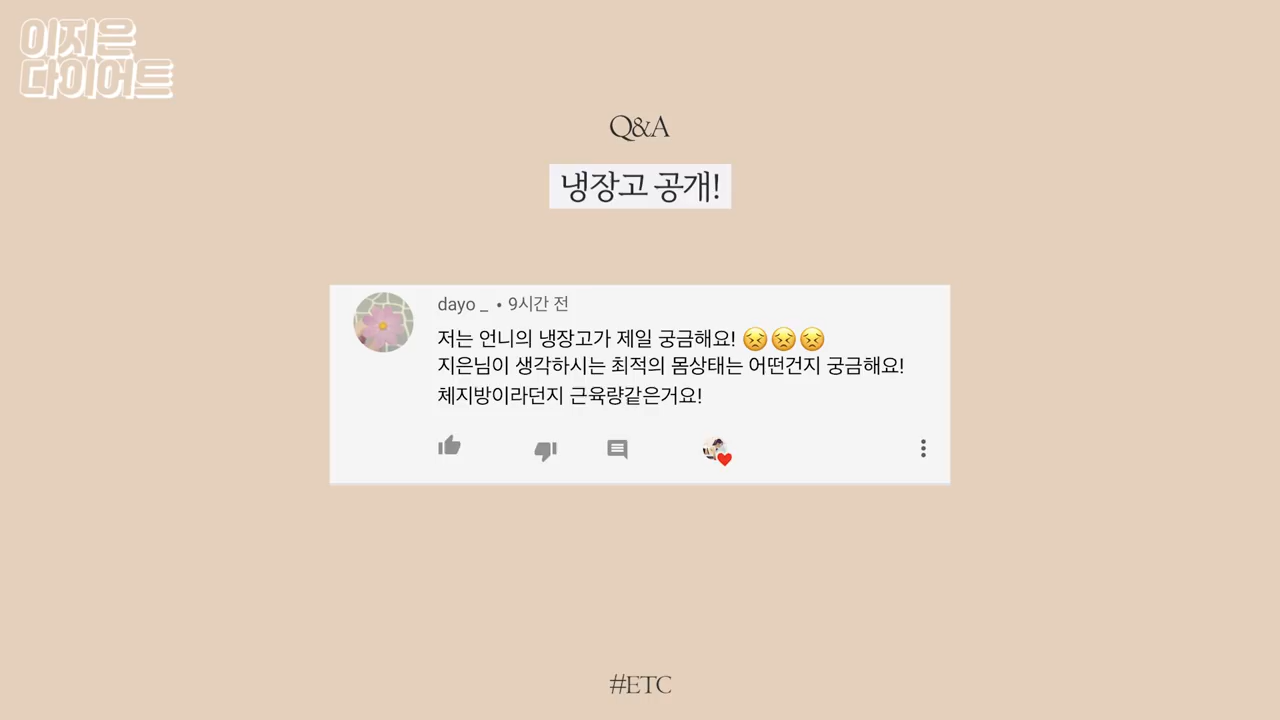 이지은
다이어트
Q&A
냉장고 공개!
dayo _ • 9시간 전
저는 언니의 냉장고가 제일 궁금해요! 😣😣😣
지은님이 생각하시는 최적의 몸상태는 어떤건지 궁금해요!
체지방이라던지 근육량같은거요!
#ETC